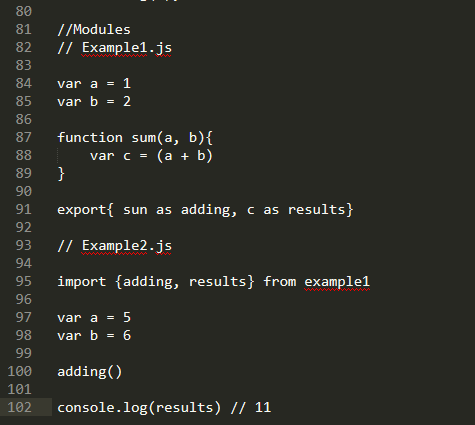 80
81 //Modules
82 // Example1.js
83
84 var a = 1
85 var b = 2
86
87 function sum(a, b){
88 var c = (a + b)
89 }
90
91 export{ sun as adding, c as results}
92
93 // Example2.js
94
95 import {adding, results} from example1
96
97 var a = 5
98 var b = 6
99
100 adding()
101
102 console.log(results) // 11